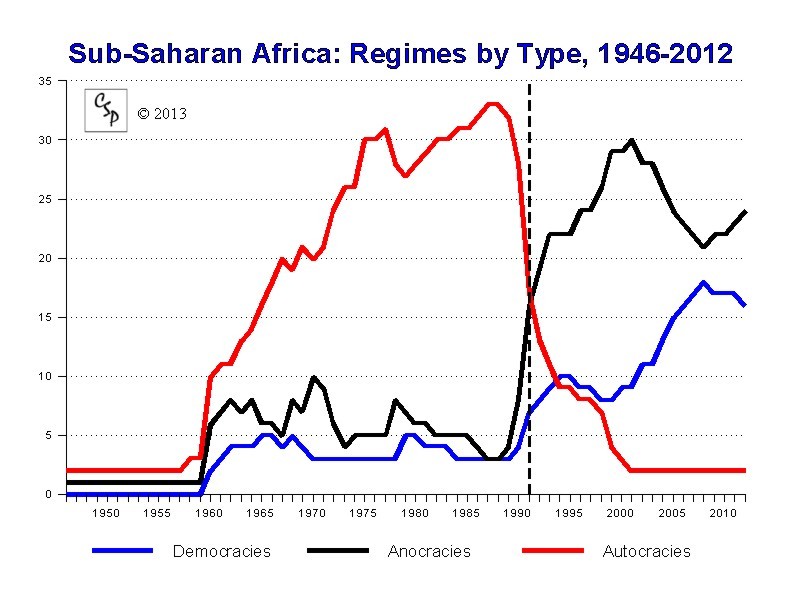 Sub-Saharan Africa: Regimes by Type, 1946-2012
CSP © 2013
35
30
25
20
15
10
5
0
1950 1955 1960 1965 1970 1975 1980 1985 1990 1995 2000 2005 2010
Democracies Anocracies Autocracies